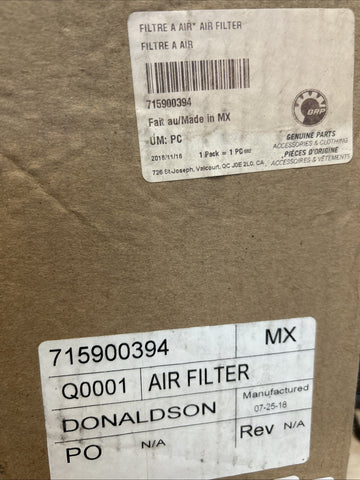 FILTRE A AIR* AIR FILTER
FILTRE A AIR
715900394
Fait au/Made in MX
UM: PC
2018/11/16 1 Pack = 1 PC
726 St-Joseph, Valcourt, QC J0E 2L0, CA
BRP
GENUINE PARTS
ACCESSORIES & CLOTHING
PIÈCES D'ORIGINE
ACCESSOIRES & VÊTEMENTS
715900394 MX
Q0001 AIR FILTER
DONALDSON
Manufactured
07-25-18
PO N/A
Rev N/A